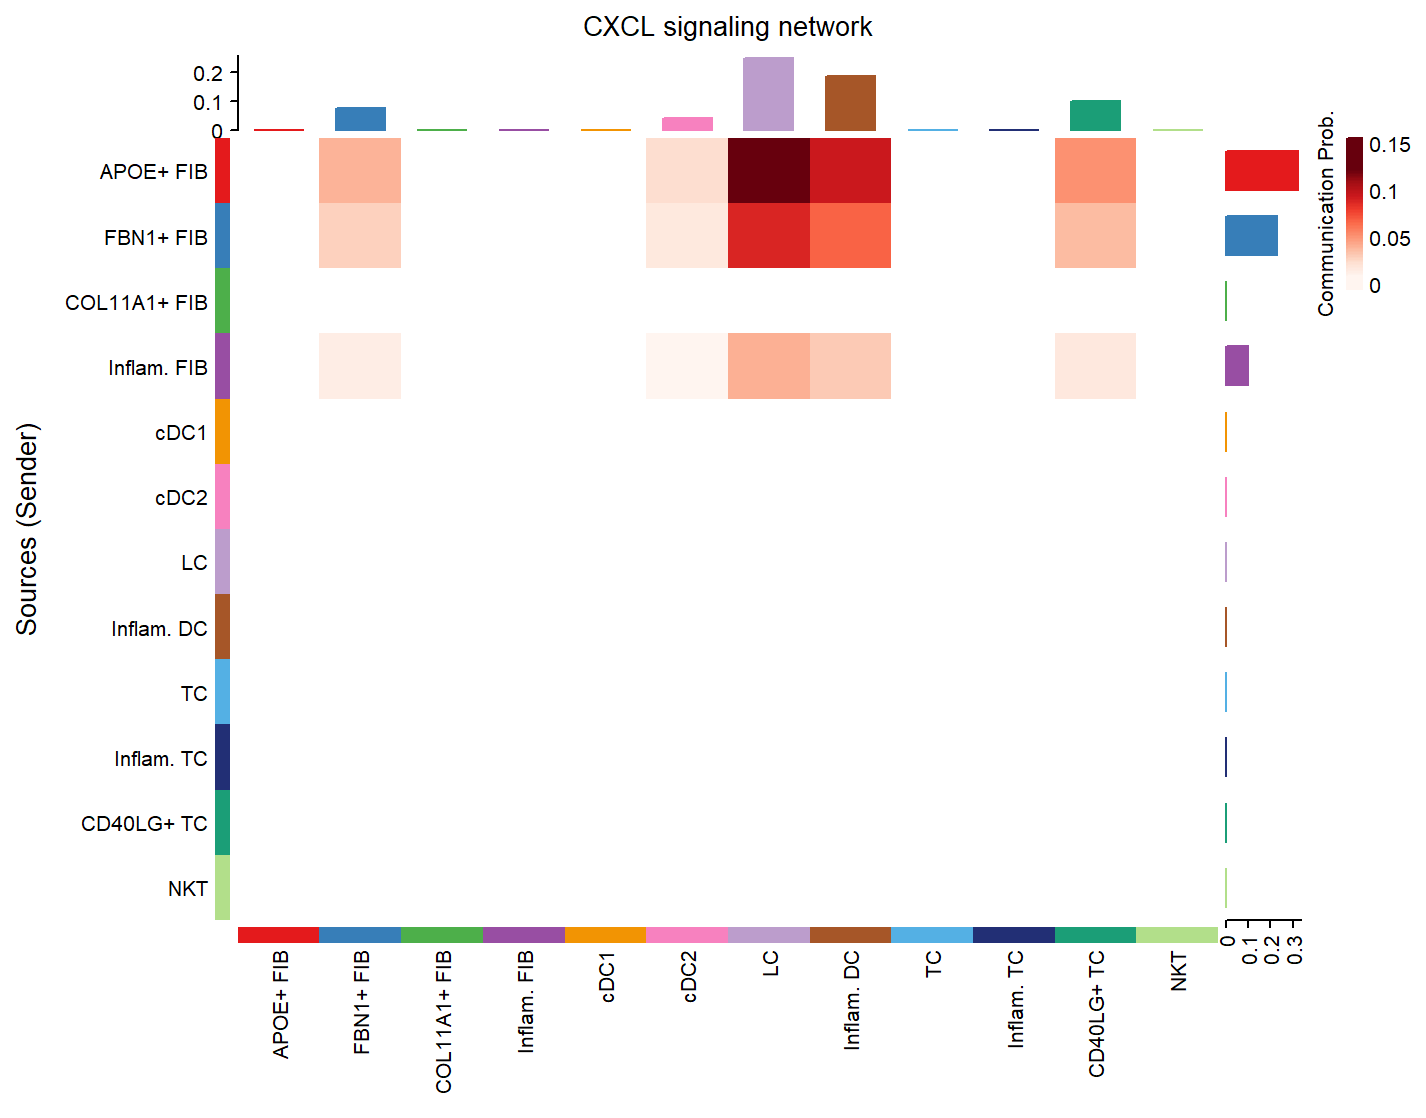 CXCL signaling network
0.2
0.1
0
APOE+ FIB
FBN1+ FIB
COL11A1+ FIB
Inflam. FIB
cDC1
cDC2
LC
Inflam. DC
TC
Inflam. TC
CD40LG+ TC
NKT
Sources (Sender)
APOE+ FIB
FBN1+ FIB
COL11A1+ FIB
Inflam. FIB
cDC1
cDC2
LC
Inflam. DC
TC
Inflam. TC
CD40LG+ TC
NKT
0
0.1
0.2
0.3
Communication Prob.
0.15
0.1
0.05
0